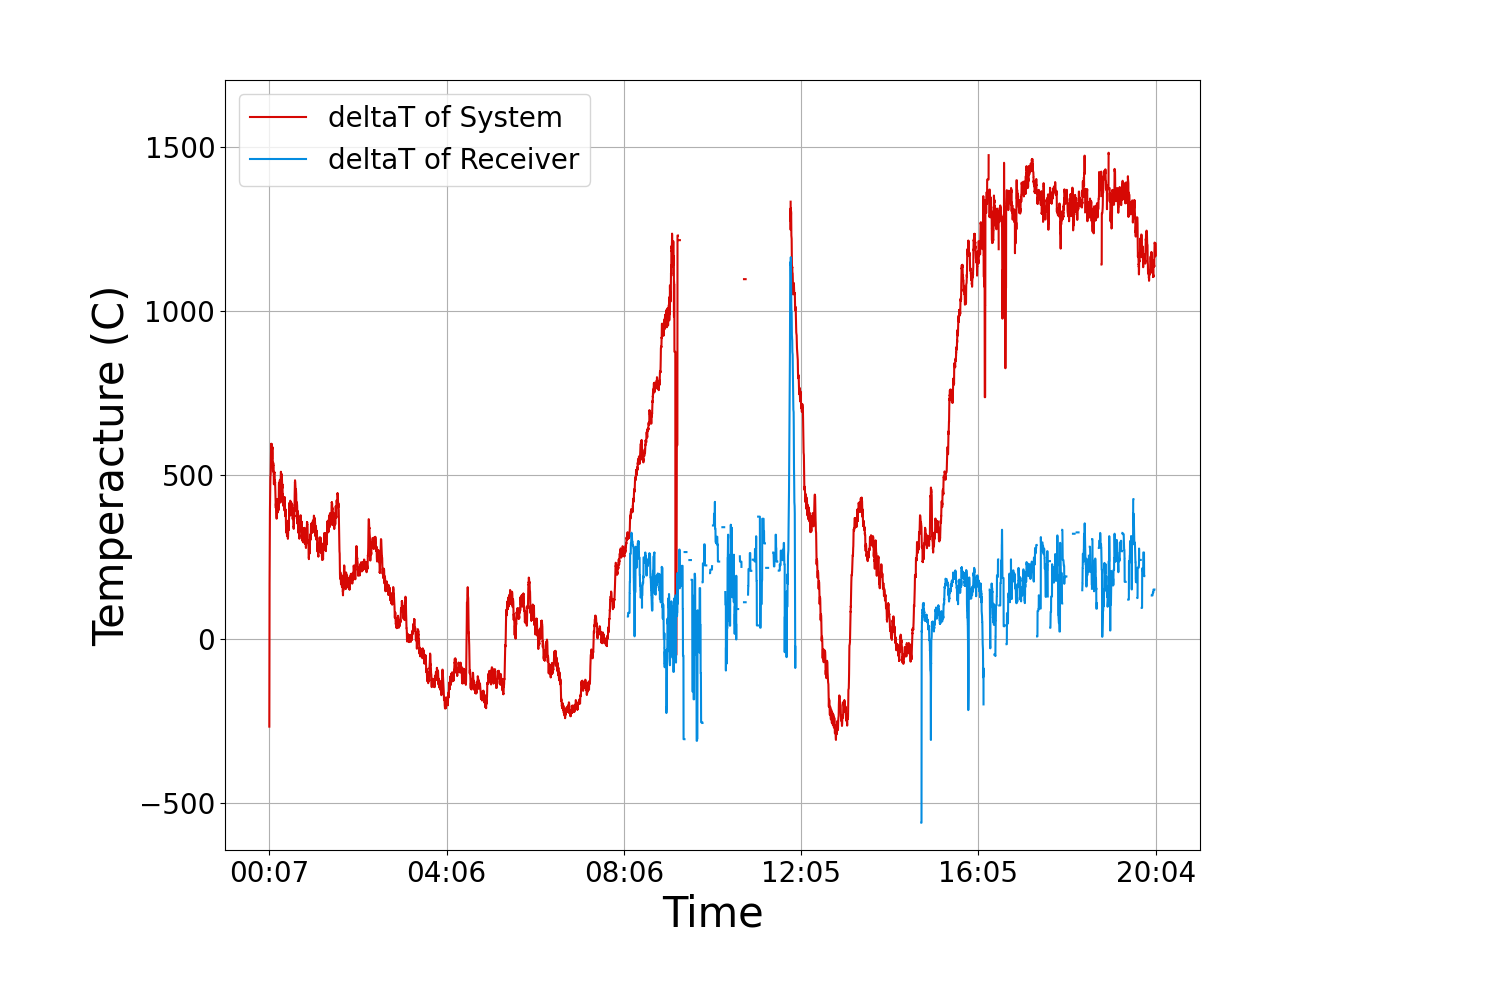 deltaT of System
deltaT of Receiver
Temperacture (C)
1500
1000
500
0
−500
00:07 04:06 08:06 12:05 16:05 20:04
Time